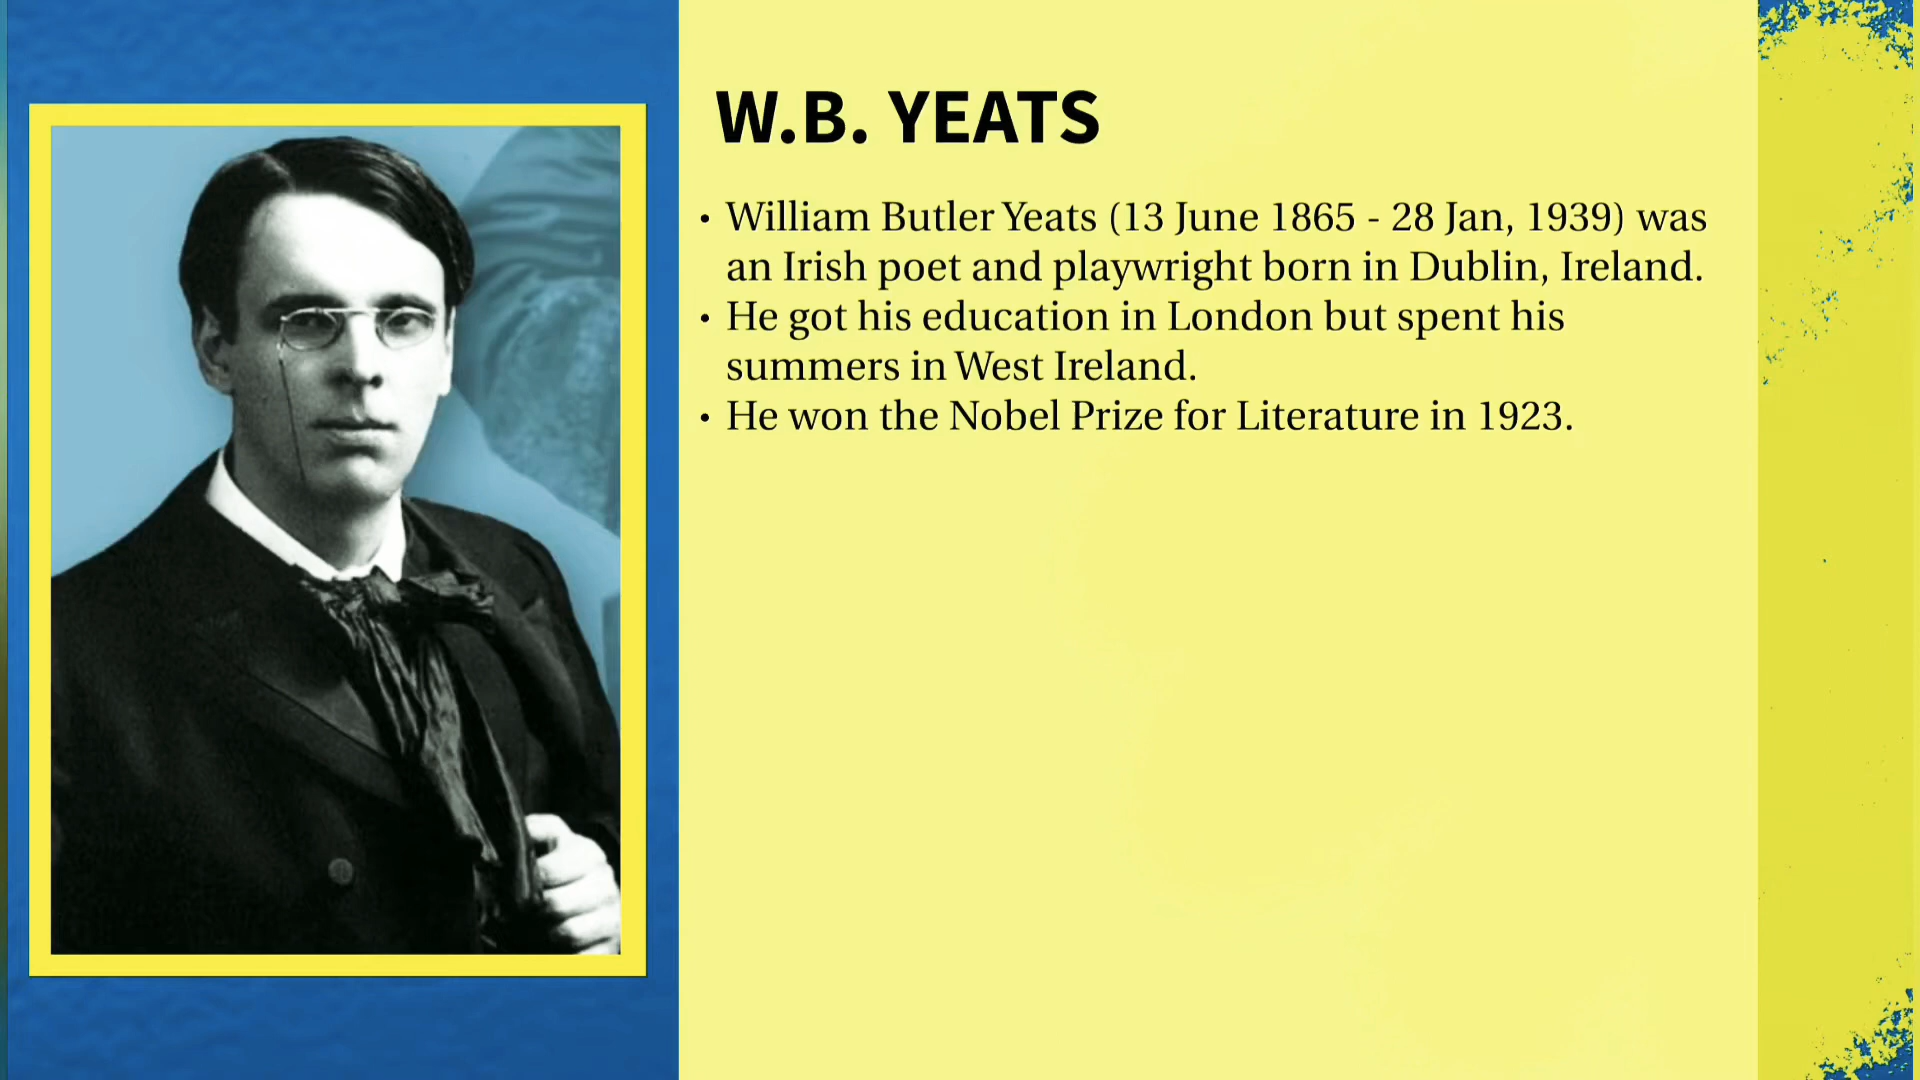 W.B. YEATS
• William Butler Yeats (13 June 1865 - 28 Jan, 1939) was
an Irish poet and playwright born in Dublin, Ireland.
• He got his education in London but spent his
summers in West Ireland.
• He won the Nobel Prize for Literature in 1923.